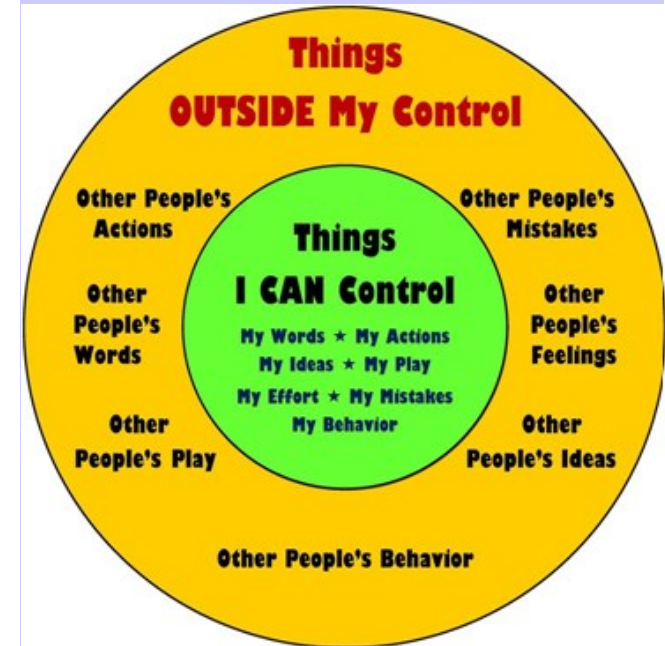 Things
OUTSIDE My Control
Other People's
Actions
Other People's
Mistakes
Things
I CAN Control
My Words ★ My Actions
My Ideas ★ My Play
My Effort ★ My Mistakes
My Behavior
Other
People's
Words
Other
People's
Feelings
Other
People's Play
Other
People's Ideas
Other People's Behavior